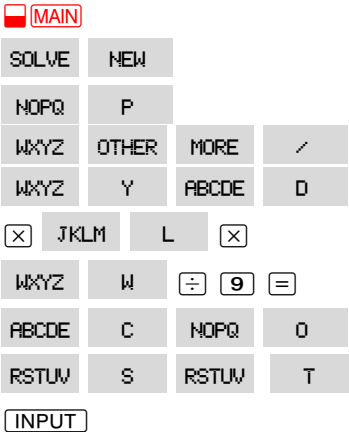 MAIN
SOLVE NEW
NOPQ P
WXYZ OTHER MORE /
WXYZ Y ABCDE D
× JKLM L ×
WXYZ W ÷ 9 =
ABCDE C NOPQ O
RSTUV S RSTUV T
INPUT